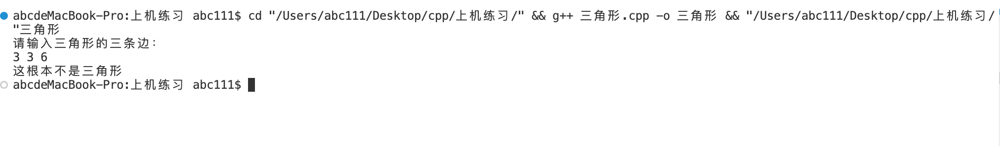 abcdeMacBook-Pro:上机练习 abc111$ cd "/Users/abc111/Desktop/cpp/上机练习/" && g++ 三角形.cpp -o 三角形 && "/Users/abc111/Desktop/cpp/上机练习/
"三角形
请输入三角形的三条边：
3 3 6
这根本不是三角形
abcdeMacBook-Pro:上机练习 abc111$